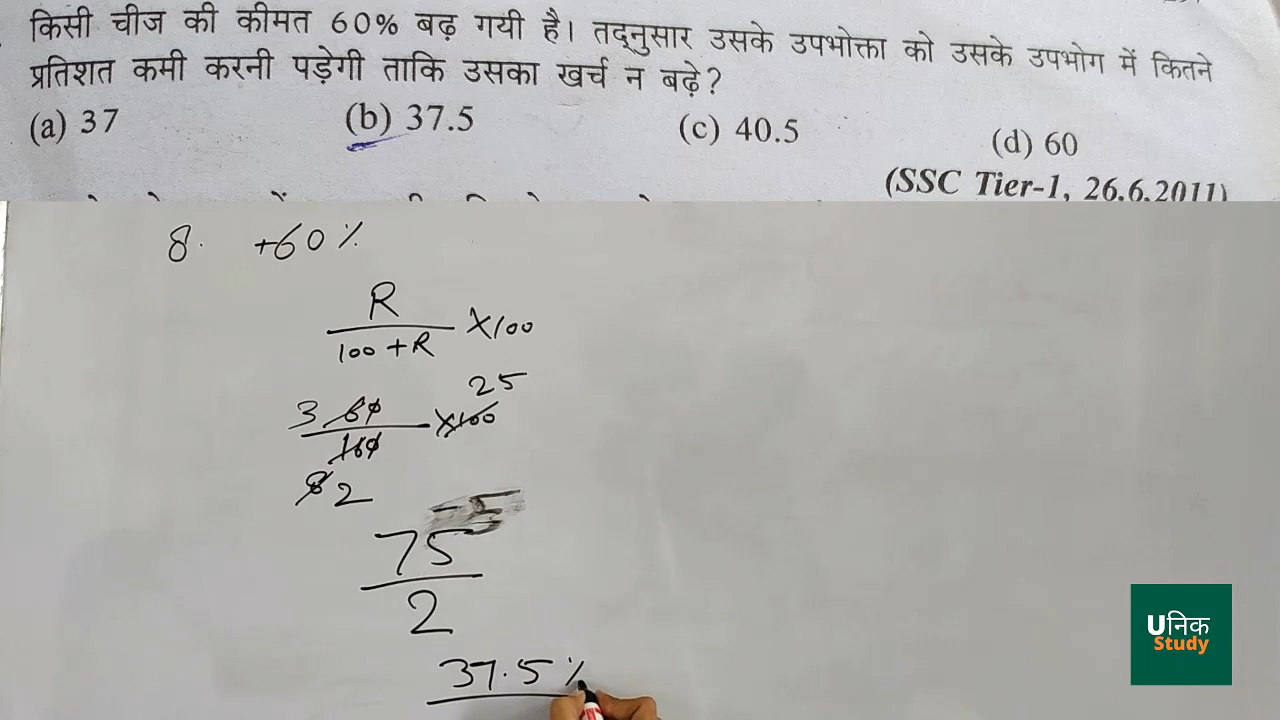 किसी चीज की कीमत 60% बढ़ गयी है। तद्नुसार उसके उपभोक्ता को उसके उपभोग में कितने
प्रतिशत कमी करनी पड़ेगी ताकि उसका खर्च न बढ़े?
(a) 37 (b) 37.5 (c) 40.5 (d) 60
(SSC Tier-1, 26.6.2011)
8. +60%
R
100 + R ×100
25
3 60 ×100
160
8 2
75
2
37.5%
Uनिक
Study